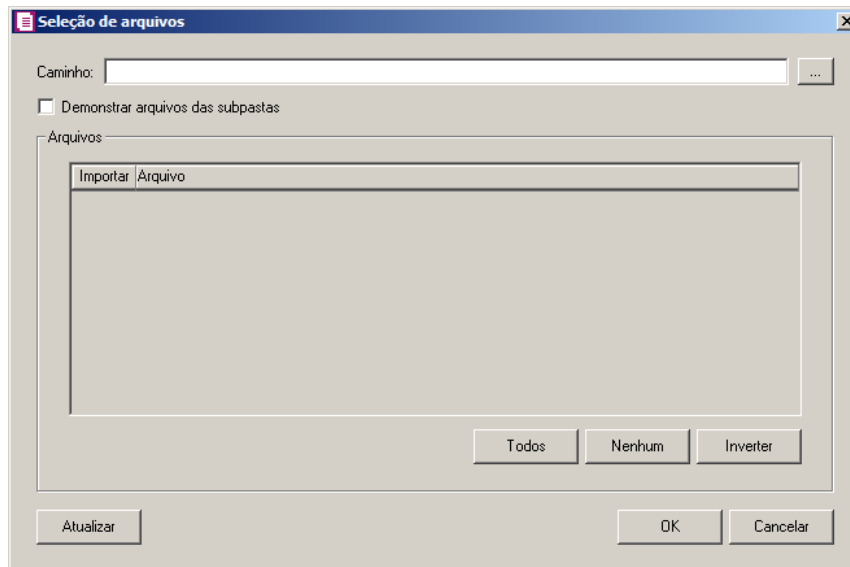 Seleção de arquivos
Caminho:
...
Demonstrar arquivos das subpastas
Arquivos
Importar Arquivo
Todos Nenhum Inverter
Atualizar OK Cancelar